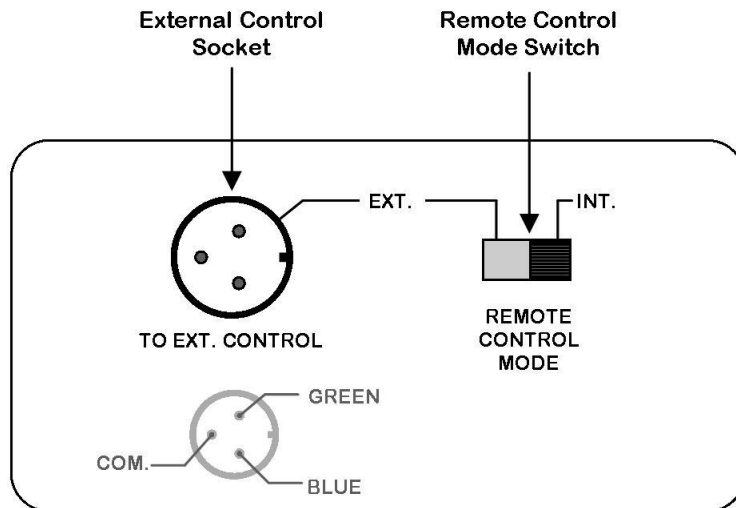 External Control
Socket
Remote Control
Mode Switch
EXT.
INT.
TO EXT. CONTROL
REMOTE
CONTROL
MODE
GREEN
COM.
BLUE